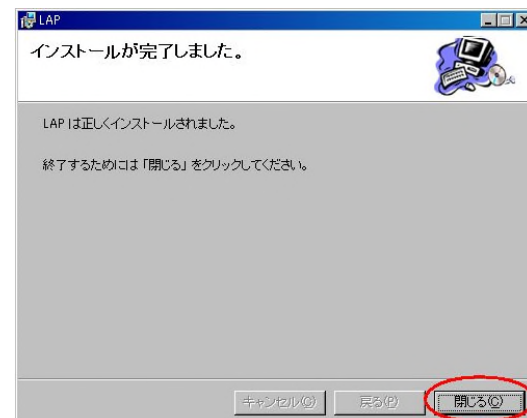 LAP
インストールが完了しました。
LAP は正しくインストールされました。
終了するためには「閉じる」をクリックしてください。
キャンセル(C) 戻る(P) 閉じる(C)